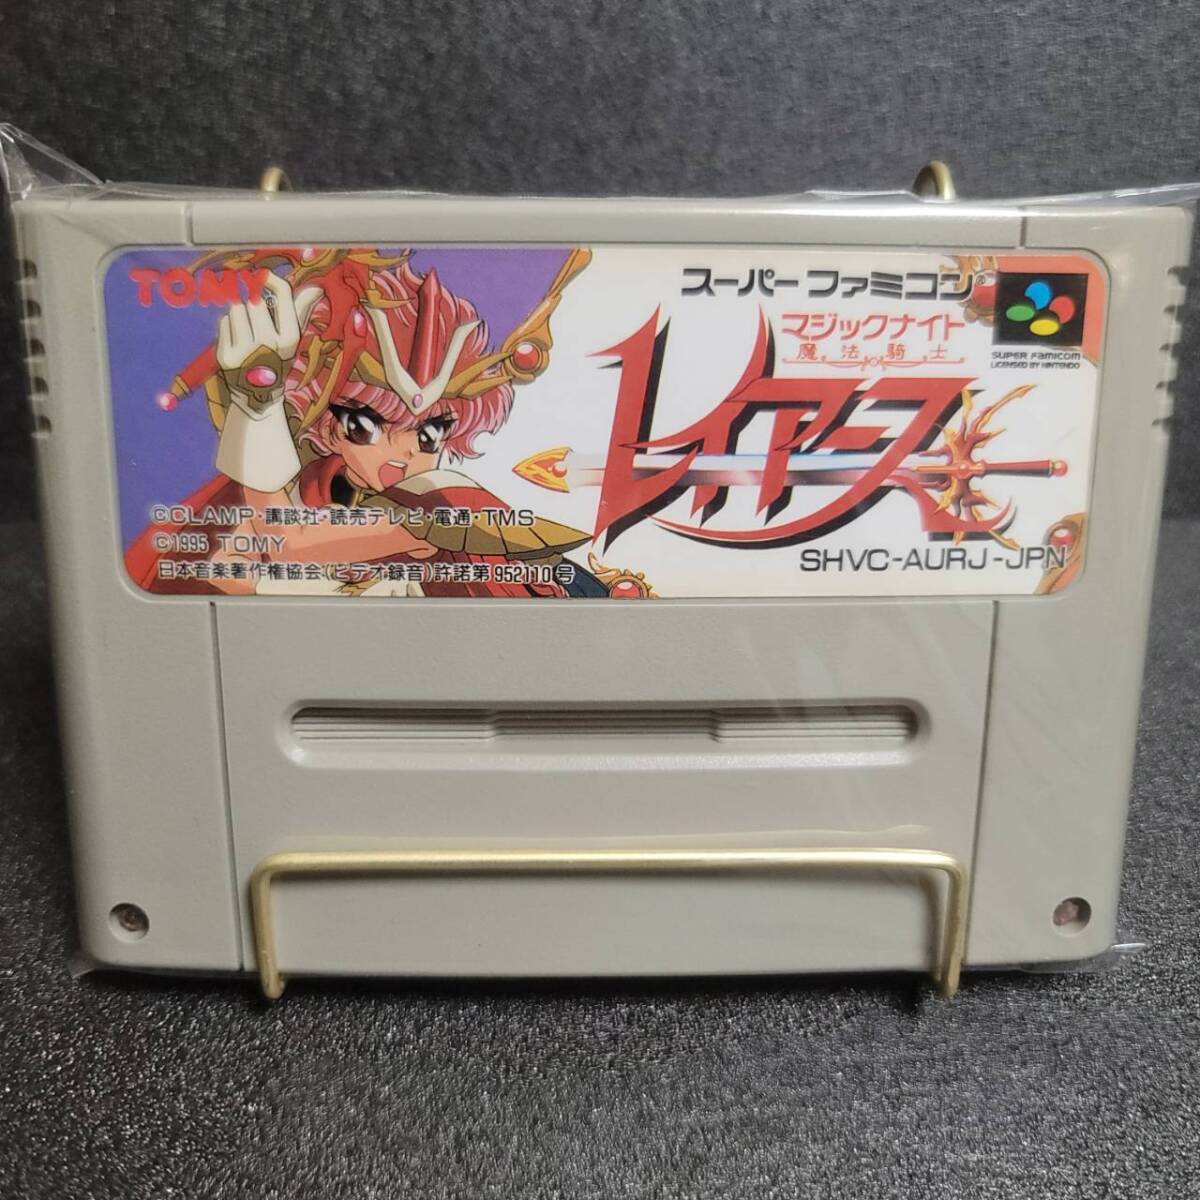 TOMY®
スーパーファミコン®
マジックナイト
魔法騎士
レイアース
SUPER FAMICOM
LICENSED BY NINTENDO
©CLAMP・講談社・読売テレビ・電通・TMS
©1995 TOMY
SHVC-AURJ-JPN
日本音楽著作権協会(ビデオ録音)許諾第952110号